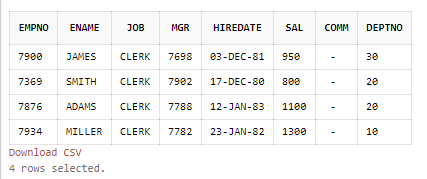 EMPNO ENAME JOB MGR HIREDATE SAL COMM DEPTNO
7900 JAMES CLERK 7698 03-DEC-81 950 - 30
7369 SMITH CLERK 7902 17-DEC-80 800 - 20
7876 ADAMS CLERK 7788 12-JAN-83 1100 - 20
7934 MILLER CLERK 7782 23-JAN-82 1300 - 10
Download CSV
4 rows selected.